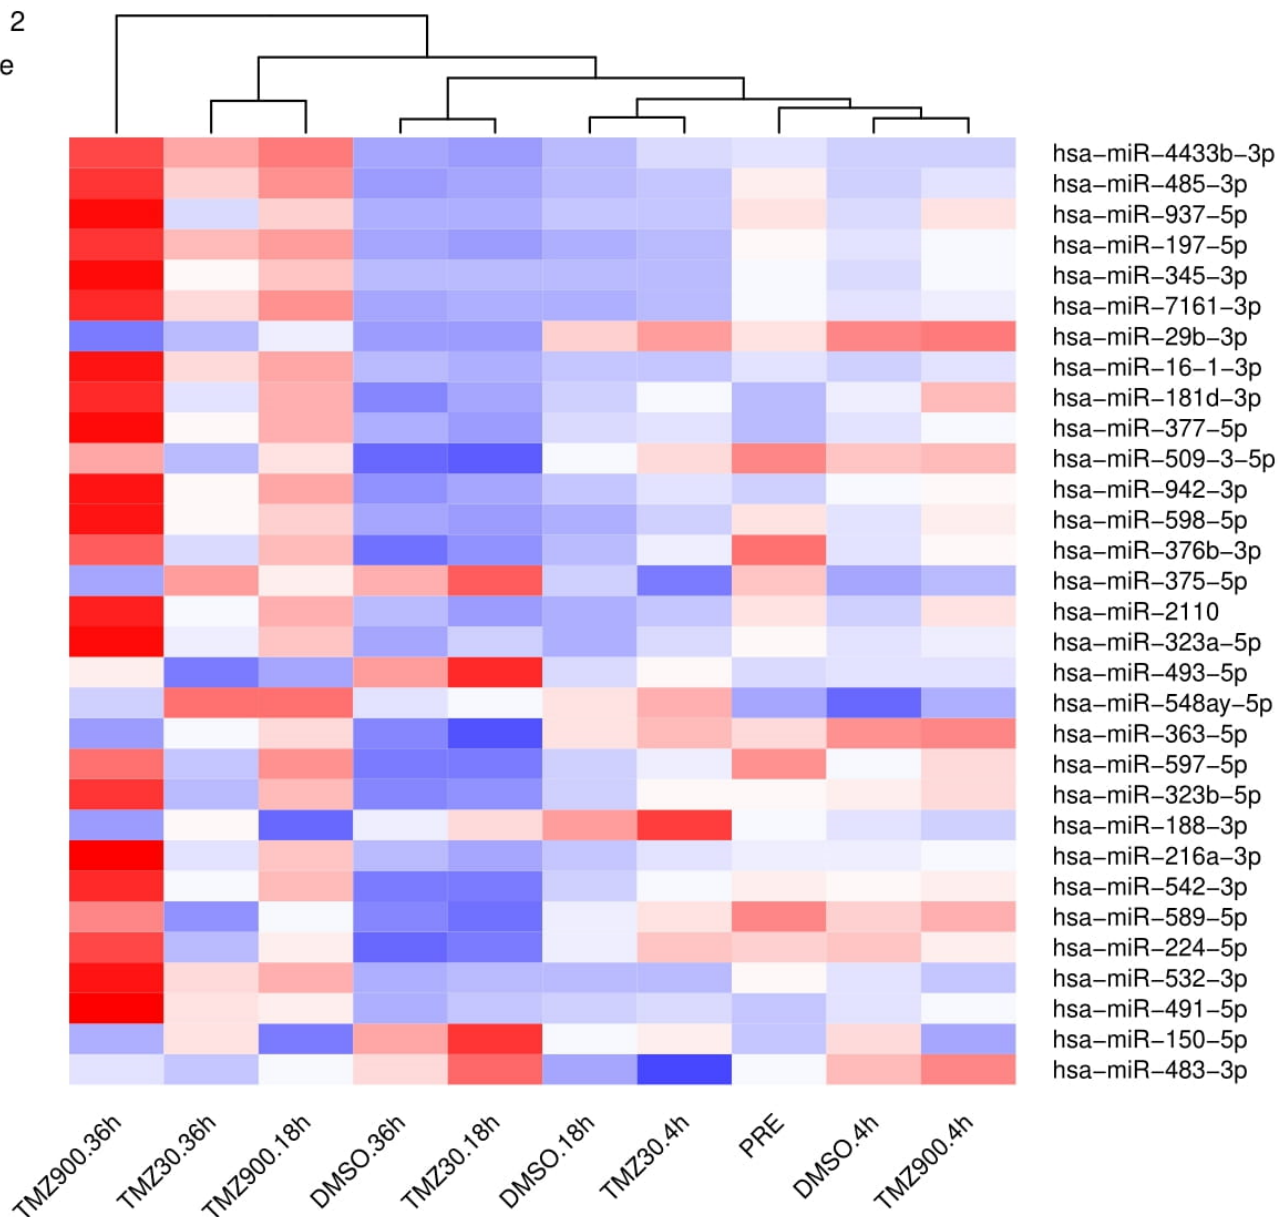 2
e
hsa−miR−4433b−3p
hsa−miR−485−3p
hsa−miR−937−5p
hsa−miR−197−5p
hsa−miR−345−3p
hsa−miR−7161−3p
hsa−miR−29b−3p
hsa−miR−16−1−3p
hsa−miR−181d−3p
hsa−miR−377−5p
hsa−miR−509−3−5p
hsa−miR−942−3p
hsa−miR−598−5p
hsa−miR−376b−3p
hsa−miR−375−5p
hsa−miR−2110
hsa−miR−323a−5p
hsa−miR−493−5p
hsa−miR−548ay−5p
hsa−miR−363−5p
hsa−miR−597−5p
hsa−miR−323b−5p
hsa−miR−188−3p
hsa−miR−216a−3p
hsa−miR−542−3p
hsa−miR−589−5p
hsa−miR−224−5p
hsa−miR−532−3p
hsa−miR−491−5p
hsa−miR−150−5p
hsa−miR−483−3p
TMZ900.36h
TMZ30.36h
TMZ900.18h
DMSO.36h
TMZ30.18h
DMSO.18h
TMZ30.4h
PRE
DMSO.4h
TMZ900.4h